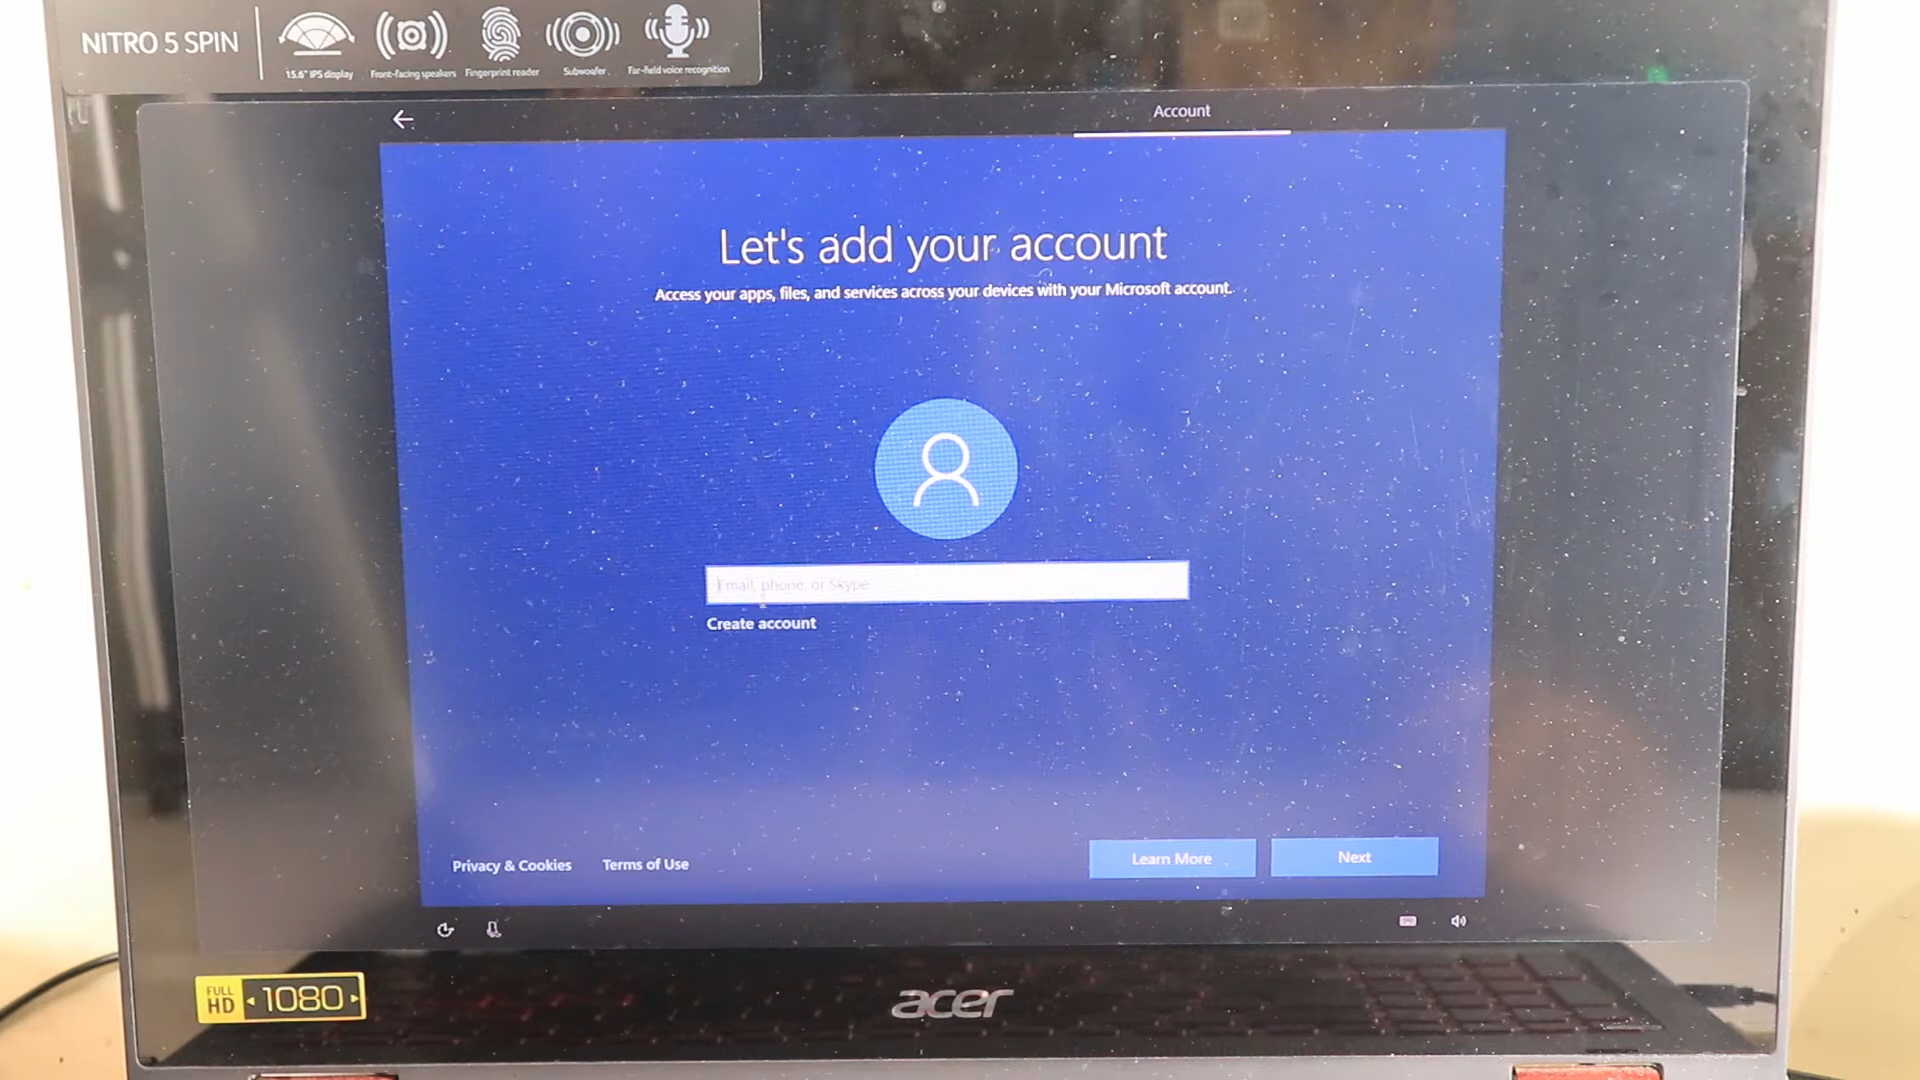 NITRO 5 SPIN
15.6" IPS display
Front-facing speakers
Fingerprint reader
Subwoofer
Far-field voice recognition
Account
Let's add your account
Access your apps, files, and services across your devices with your Microsoft account.
Email, phone, or Skype
Create account
Privacy & Cookies
Terms of Use
Learn More
Next
FULL
HD
1080
acer